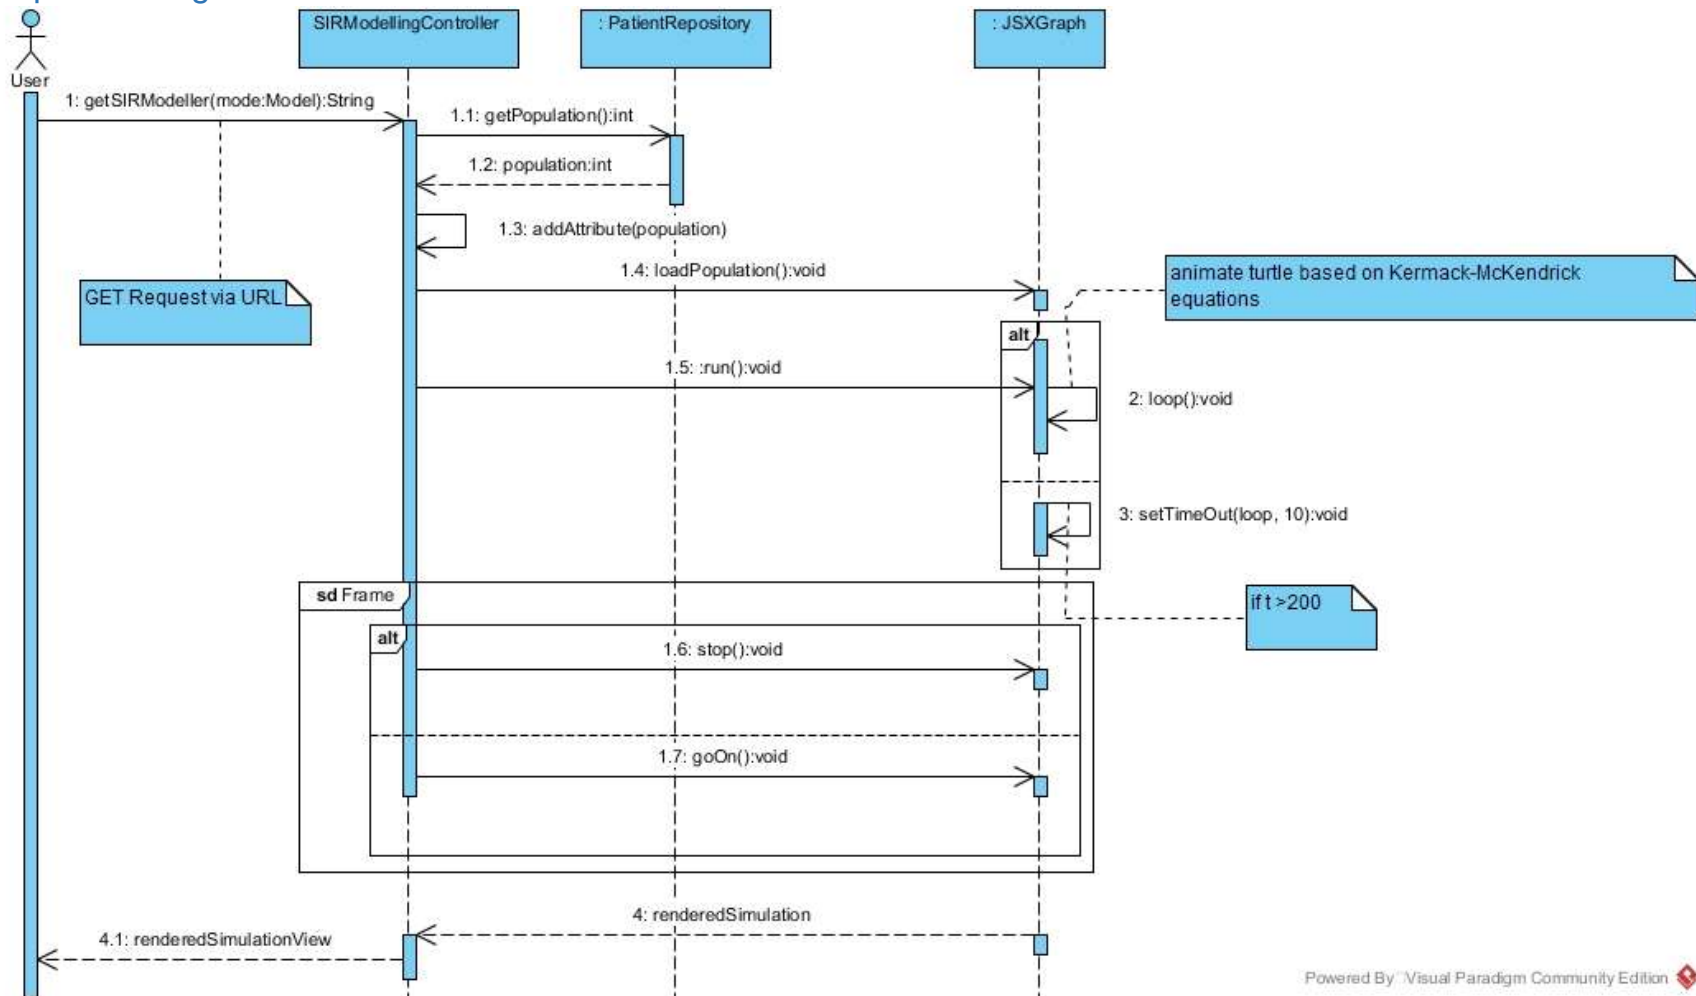 SIRModellingController
: PatientRepository
: JSXGraph
User
1: getSIRModeller(mode:Model):String
1.1: getPopulation():int
1.2: population:int
1.3: addAttribute(population)
1.4: loadPopulation():void
GET Request via URL
animate turtle based on Kermack-McKendrick
equations
alt
1.5: :run():void
2: loop():void
3: setTimeOut(loop, 10):void
sd Frame
if t >200
alt
1.6: stop():void
1.7: goOn():void
4: renderedSimulation
4.1: renderedSimulationView
Powered By Visual Paradigm Community Edition